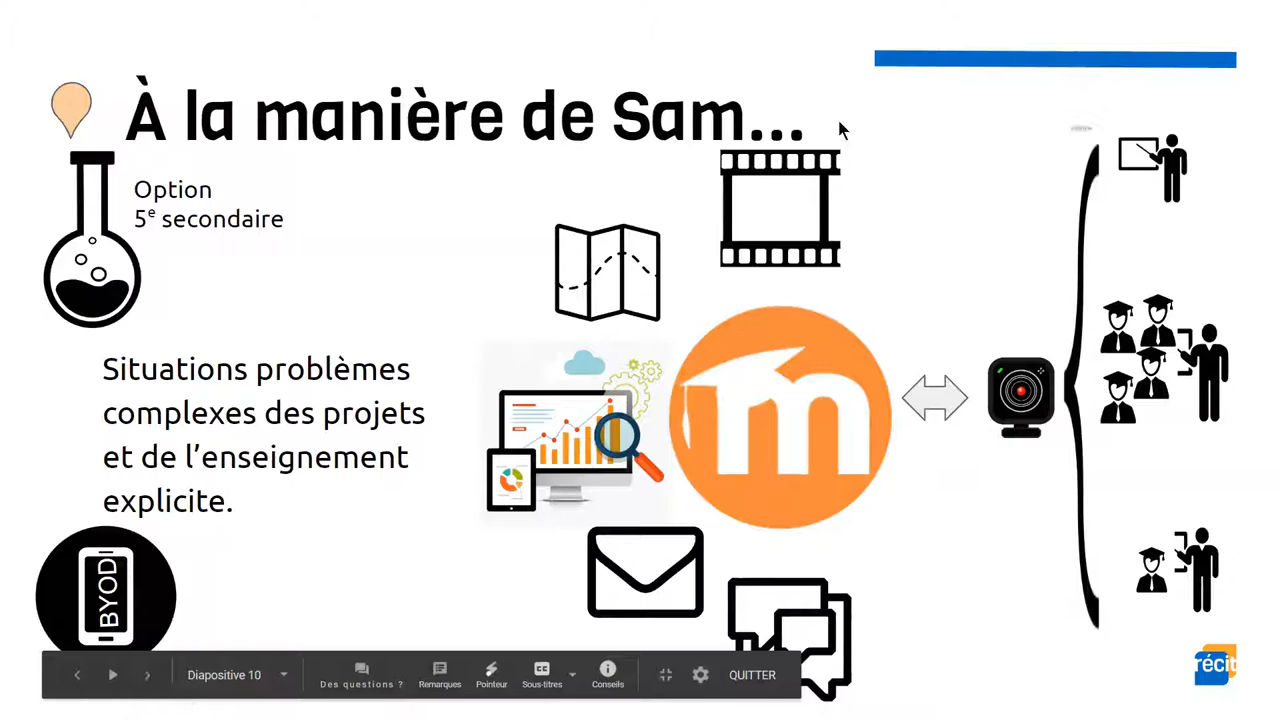 À la manière de Sam...
Option
5e secondaire
Situations problèmes
complexes des projets
et de l’enseignement
explicite.
BYOD
m
récit
Diapositive 10
Des questions ?
Remarques
Pointeur
Sous-titres
Conseils
QUITTER
CC